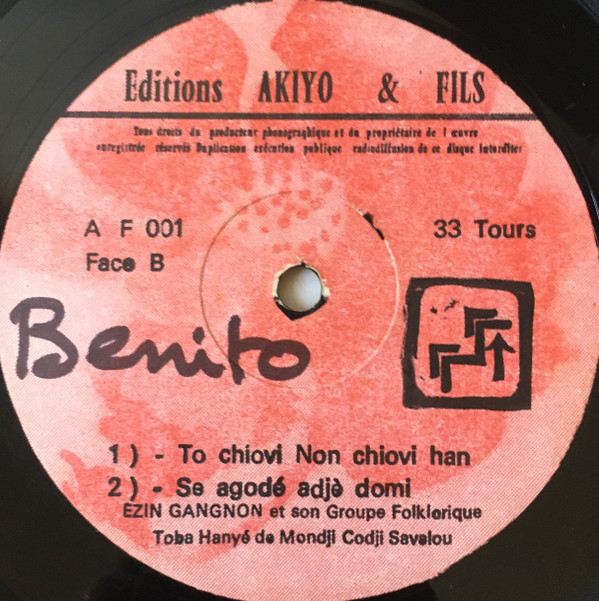 Editions AKIYO & FILS
Tous droits du producteur phonographique et du propriétaire de l œuvre
enregistrée réservés Duplication exécution publique radiodiffusion de ce disque interdites
A F 001
33 Tours
Face B
Benito
1) - To chiovi Non chiovi han
2) - Se agodé adjè domi
EZIN GANGNON et son Groupe Folklorique
Toba Hanyé de Mondji Codji Savalou